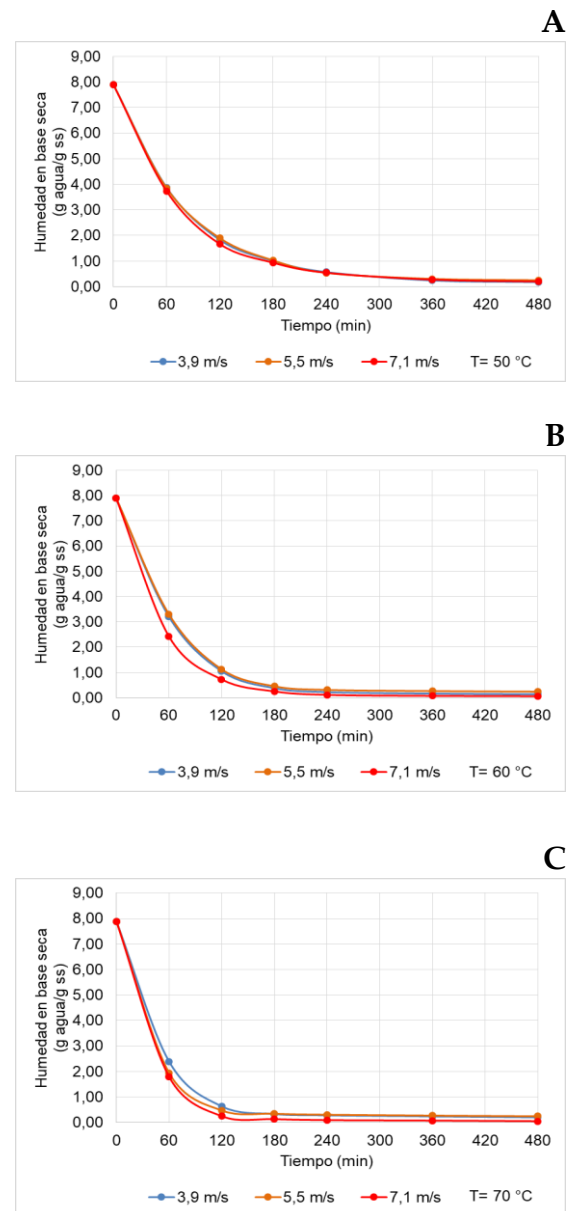 A
9,00
8,00
7,00
6,00
5,00
4,00
3,00
2,00
1,00
0,00
Humedad en base seca
(g agua/g ss)
0 60 120 180 240 300 360 420 480
Tiempo (min)
3,9 m/s 5,5 m/s 7,1 m/s T= 50 °C
B
9,00
8,00
7,00
6,00
5,00
4,00
3,00
2,00
1,00
0,00
Humedad en base seca
(g agua/g ss)
0 60 120 180 240 300 360 420 480
Tiempo (min)
3,9 m/s 5,5 m/s 7,1 m/s T= 60 °C
C
9,00
8,00
7,00
6,00
5,00
4,00
3,00
2,00
1,00
0,00
Humedad en base seca
(g agua/g ss)
0 60 120 180 240 300 360 420 480
Tiempo (min)
3,9 m/s 5,5 m/s 7,1 m/s T= 70 °C